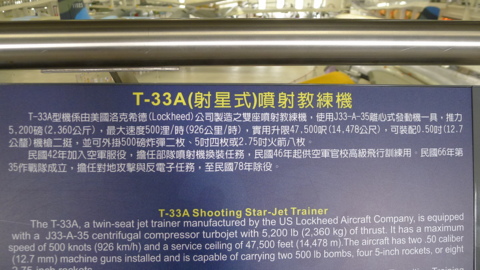 T-33A(射星式)噴射教練機
T-33A型機係由美國洛克希德(Lockheed)公司製造之雙座噴射教練機,使用J33-A-35離心式發動機一具,推力
5,200磅(2,360公斤),最大速度500浬/時(926公里/時),實用升限47,500呎(14,478公尺),可裝配0.50吋(12.7
公釐)機槍二挺,並可外掛500磅炸彈二枚、5吋四枚或2.75吋火箭八枚。
民國42年加入空軍服役,擔任部隊噴射機換裝任務,民國46年起供空軍官校高級飛行訓練用。民國66年第
35作戰隊成立,擔任對地攻擊與反電子任務,至民國78年除役。
T-33A Shooting Star-Jet Trainer
The T-33A, a twin-seat jet trainer manufactured by the US Lockheed Aircraft Company, is equipped
with a J33-A-35 centrifugal compressor turbojet with 5,200 lb (2,360 kg) of thrust. It has a maximum
speed of 500 knots (926 km/h) and a service ceiling of 47,500 feet (14,478 m).The aircraft has two .50 caliber
(12.7 mm) machine guns installed and is capable of carrying two 500 lb bombs, four 5-inch rockets, or eight
2.75-inch rockets